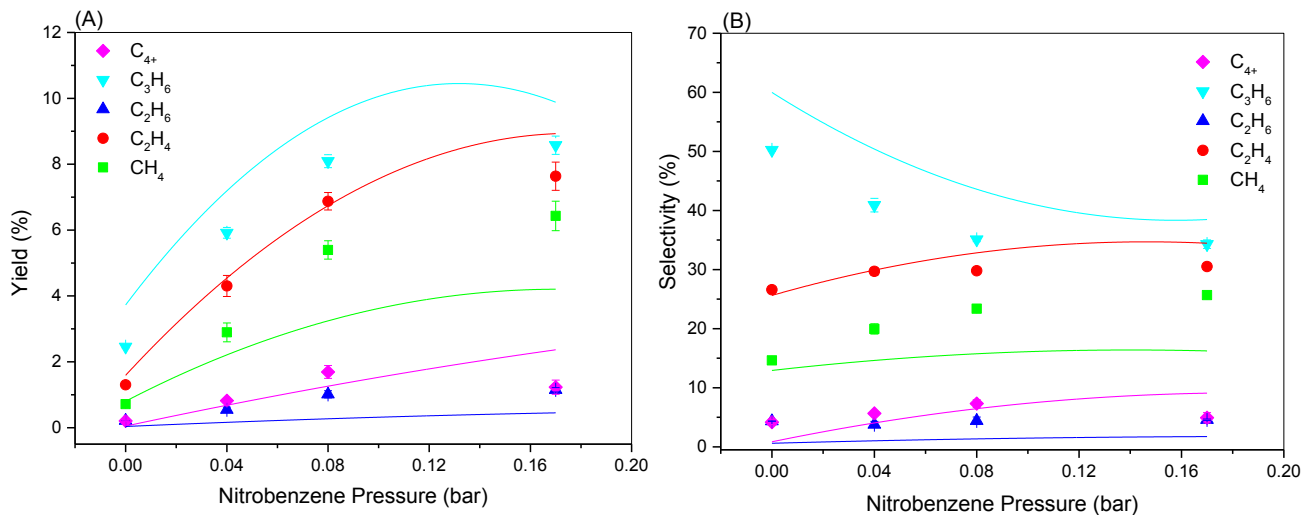 (A)
12
10
8
6
4
2
0
Yield (%)
C₄₊
C₃H₆
C₂H₆
C₂H₄
CH₄
0.00 0.04 0.08 0.12 0.16 0.20
Nitrobenzene Pressure (bar)
(B)
70
60
50
40
30
20
10
0
Selectivity (%)
C₄₊
C₃H₆
C₂H₆
C₂H₄
CH₄
0.00 0.04 0.08 0.12 0.16 0.20
Nitrobenzene Pressure (bar)